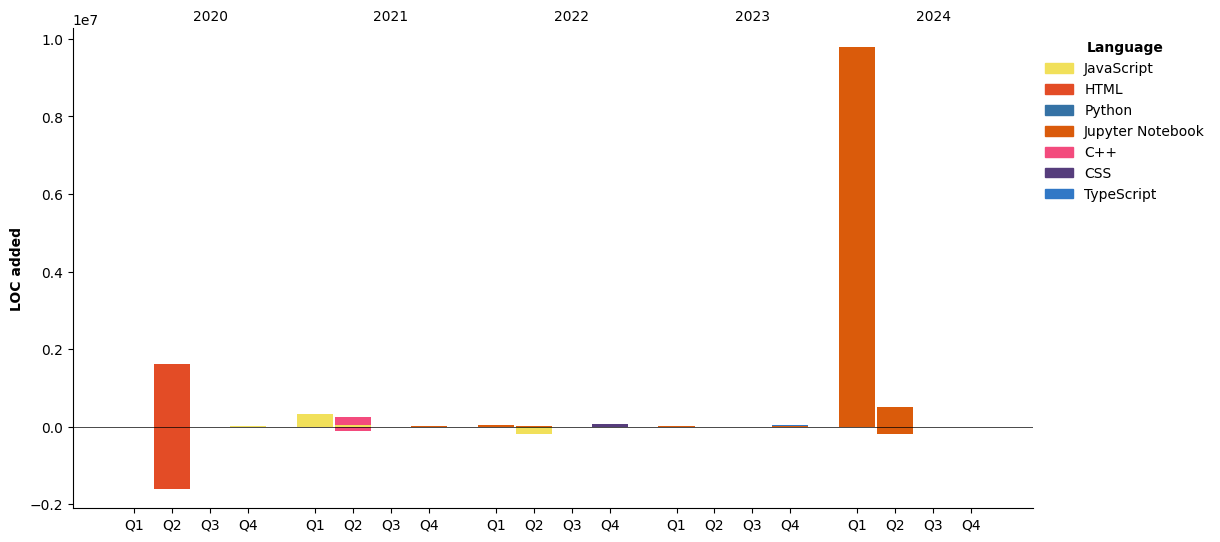 1e7
2020 2021 2022 2023 2024
1.0
0.8
0.6
0.4
0.2
0.0
−0.2
LOC added
Q1 Q2 Q3 Q4 Q1 Q2 Q3 Q4 Q1 Q2 Q3 Q4 Q1 Q2 Q3 Q4 Q1 Q2 Q3 Q4
Language
JavaScript
HTML
Python
Jupyter Notebook
C++
CSS
TypeScript